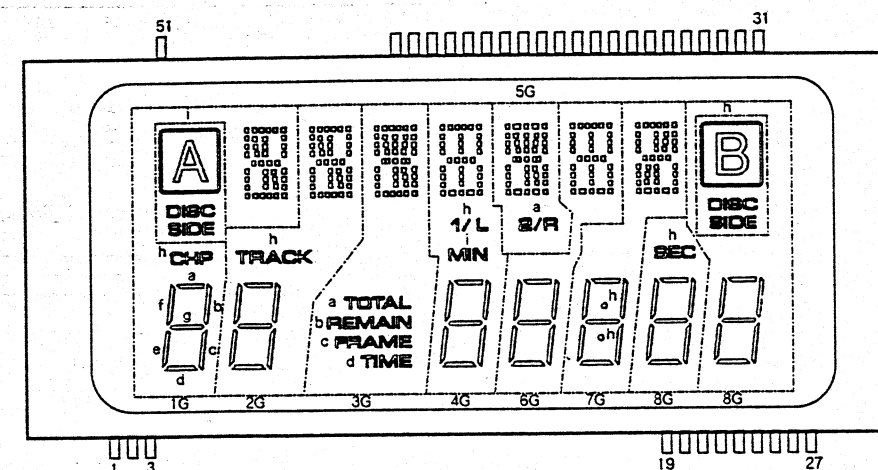 51
31
5G
i
h
A
B
h
a
DISC
SIDE
1/L
2/R
DISC
SIDE
h
h
i
h
CHP
TRACK
MIN
SEC
a
f
b
g
e
c
d
a TOTAL
b REMAIN
c FRAME
d TIME
h
h
1G
2G
3G
4G
6G
7G
8G
8G
1
3
19
27